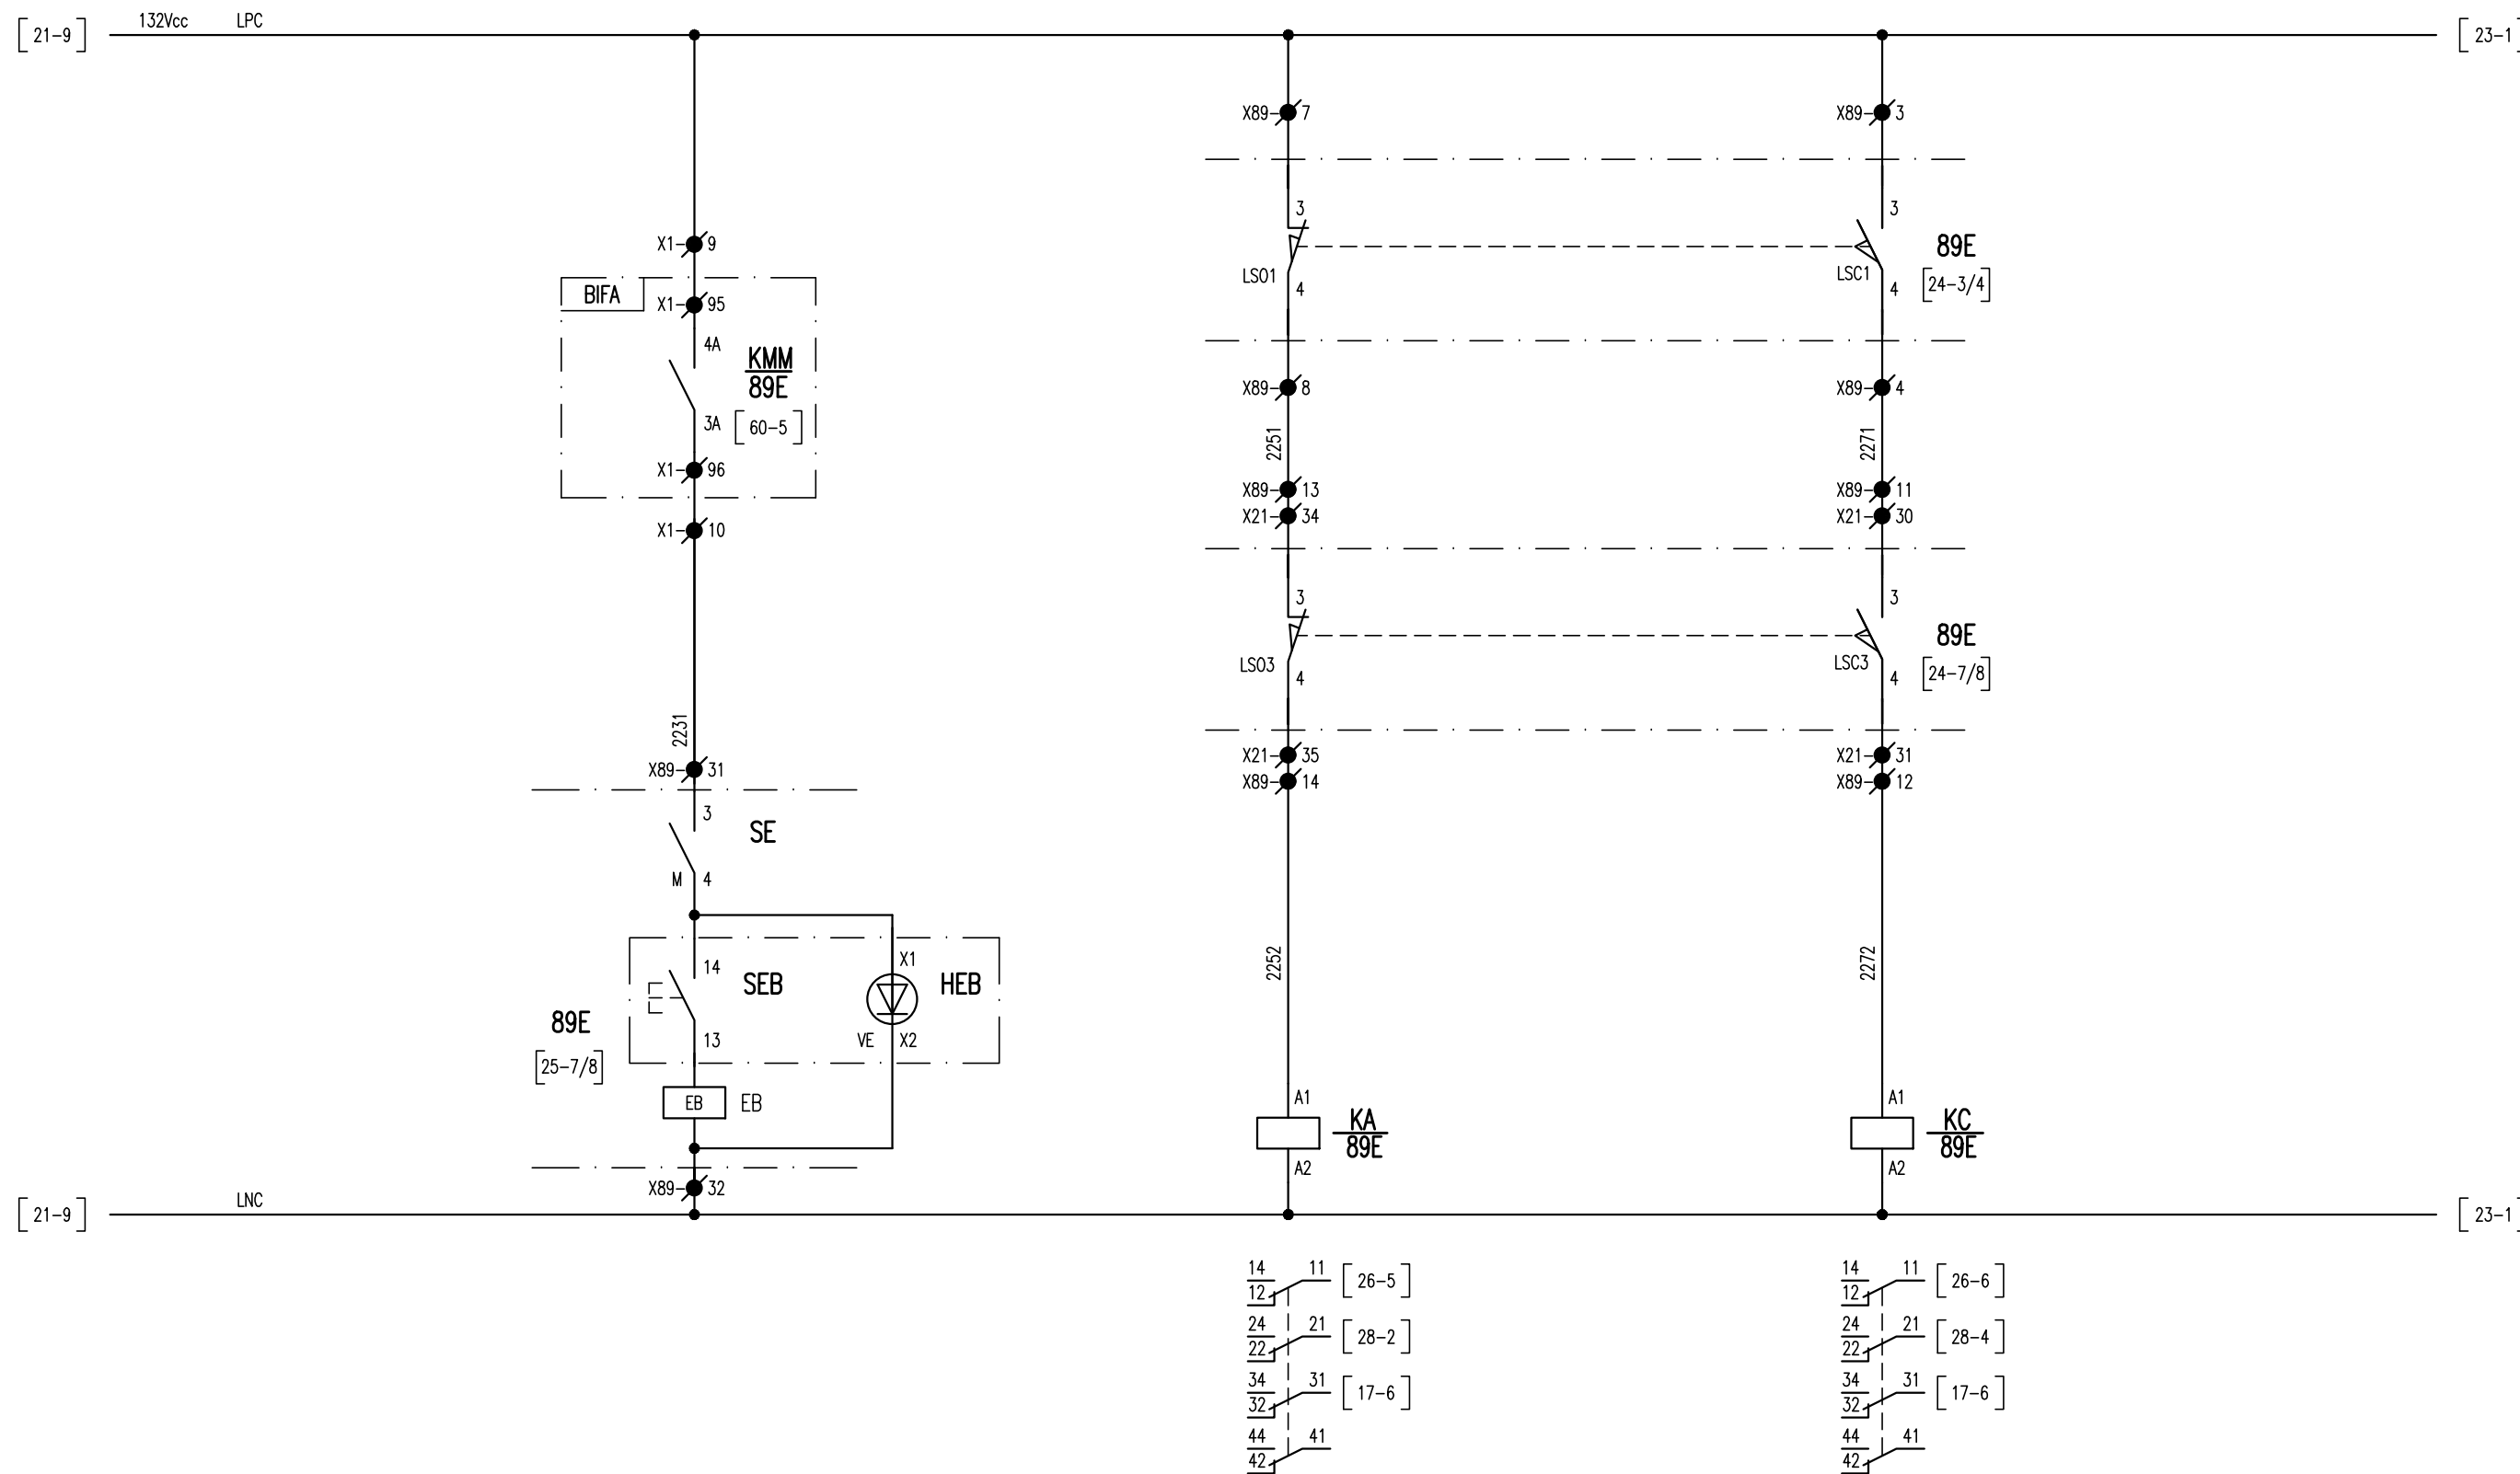 132Vcc LPC
21-9
23-1
X89- 7
X89- 3
X1- 9
3
3
89E
LSO1
LSC1
24-3/4
4
4
BIFA
X1- 95
4A
KMM
89E
3A
60-5
X1- 96
X1- 10
X89- 8
X89- 4
2251
2271
X89- 13
X89- 11
X21- 34
X21- 30
3
3
89E
LSO3
LSC3
24-7/8
4
4
2231
X89- 31
X21- 35
X21- 31
X89- 14
X89- 12
3
SE
M 4
14
SEB
X1
HEB
2252
2272
89E
13
VE X2
25-7/8
EB EB
A1
A1
KA
89E
KC
89E
A2
A2
X89- 32
LNC
21-9
23-1
14 11 26-5
12
24 21 28-2
22
34 31 17-6
32
44 41
42
14 11 26-6
12
24 21 28-4
22
34 31 17-6
32
44 41
42